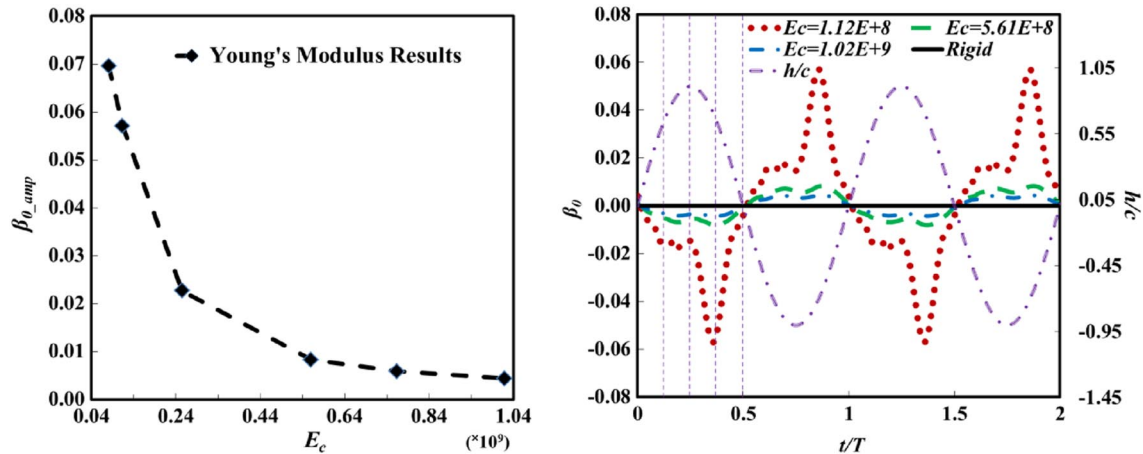 0.08
0.07
0.06
0.05
0.04
0.03
0.02
0.01
0.00
β0_amp
Young's Modulus Results
0.04 0.24 0.44 0.64 0.84 1.04
Ec
(×10⁹)
0.08
0.06
0.04
0.02
0.00
-0.02
-0.04
-0.06
-0.08
β0
Ec=1.12E+8 Ec=5.61E+8
Ec=1.02E+9 Rigid
h/c
1.05
0.55
0.05
-0.45
-0.95
-1.45
h/c
0 0.5 1 1.5 2
t/T